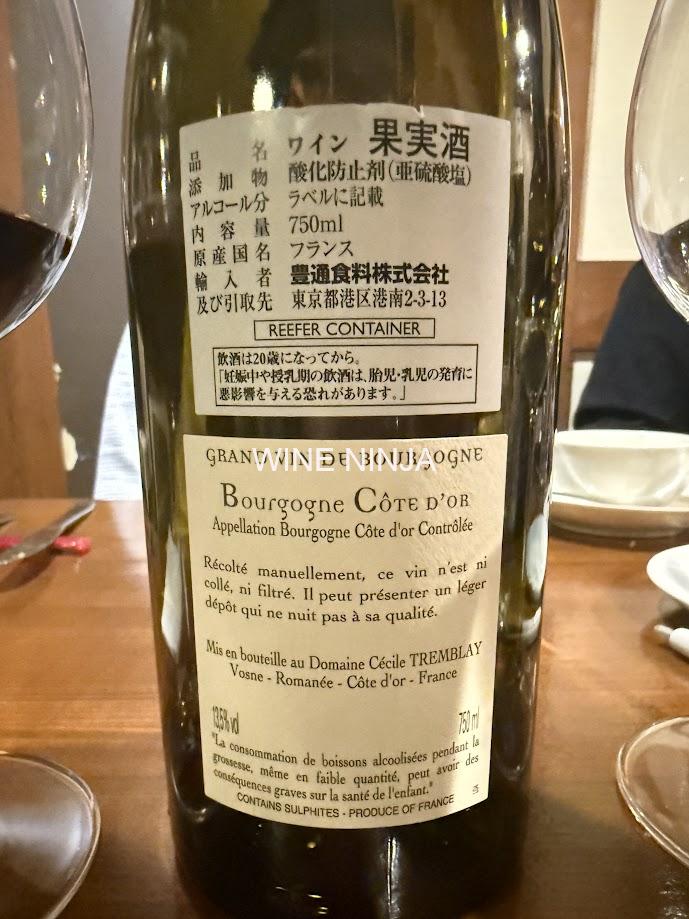 品名 ワイン 果実酒
添加物 酸化防止剤(亜硫酸塩)
アルコール分 ラベルに記載
内容量 750ml
原産国名 フランス
輸入者 豊通食料株式会社
及び引取先 東京都港区港南2-3-13
REEFER CONTAINER
飲酒は20歳になってから。
「妊娠中や授乳期の飲酒は、胎児・乳児の発育に
悪影響を与える恐れがあります。」
GRAND VIN DE BOURGOGNE
WINE NINJA
Bourgogne CÔTE D'OR
Appellation Bourgogne Côte d'or Contrôlée
Récolté manuellement, ce vin n'est ni
collé, ni filtré. Il peut présenter un léger
dépôt qui ne nuit pas à sa qualité.
Mis en bouteille au Domaine Cécile TREMBLAY
Vosne - Romanée - Côte d'or - France
13,5% vol 750 ml
"La consommation de boissons alcoolisées pendant la
grossesse, même en faible quantité, peut avoir des
conséquences graves sur la santé de l'enfant."
CONTAINS SULPHITES - PRODUCE OF FRANCE